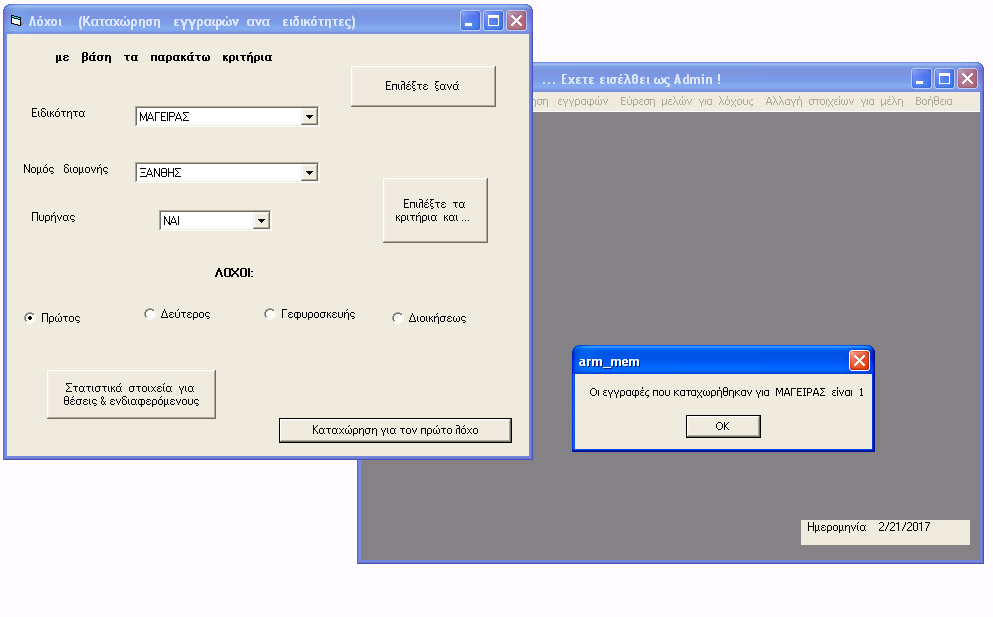 Λόχοι (Καταχώρηση εγγραφών ανα ειδικότητες)
με βάση τα παρακάτω κριτήρια
Επιλέξτε ξανά
Ειδικότητα
ΜΑΓΕΙΡΑΣ
Νομός διομονής
ΞΑΝΘΗΣ
Επιλέξτε τα
κριτήρια και ...
Πυρήνας
ΝΑΙ
ΛΟΧΟΙ:
Πρώτος
Δεύτερος
Γεφυροσκευής
Διοικήσεως
Στατιστικά στοιχεία για
θέσεις & ενδιαφερόμενους
Καταχώρηση για τον πρώτο λόχο
... Εχετε εισέλθει ως Admin !
εγγραφών Εύρεση μελών για λόχους Αλλαγή στοιχείων για μέλη Βοήθεια
arm_mem
Οι εγγραφές που καταχωρήθηκαν για ΜΑΓΕΙΡΑΣ είναι 1
OK
Ημερομηνία 2/21/2017